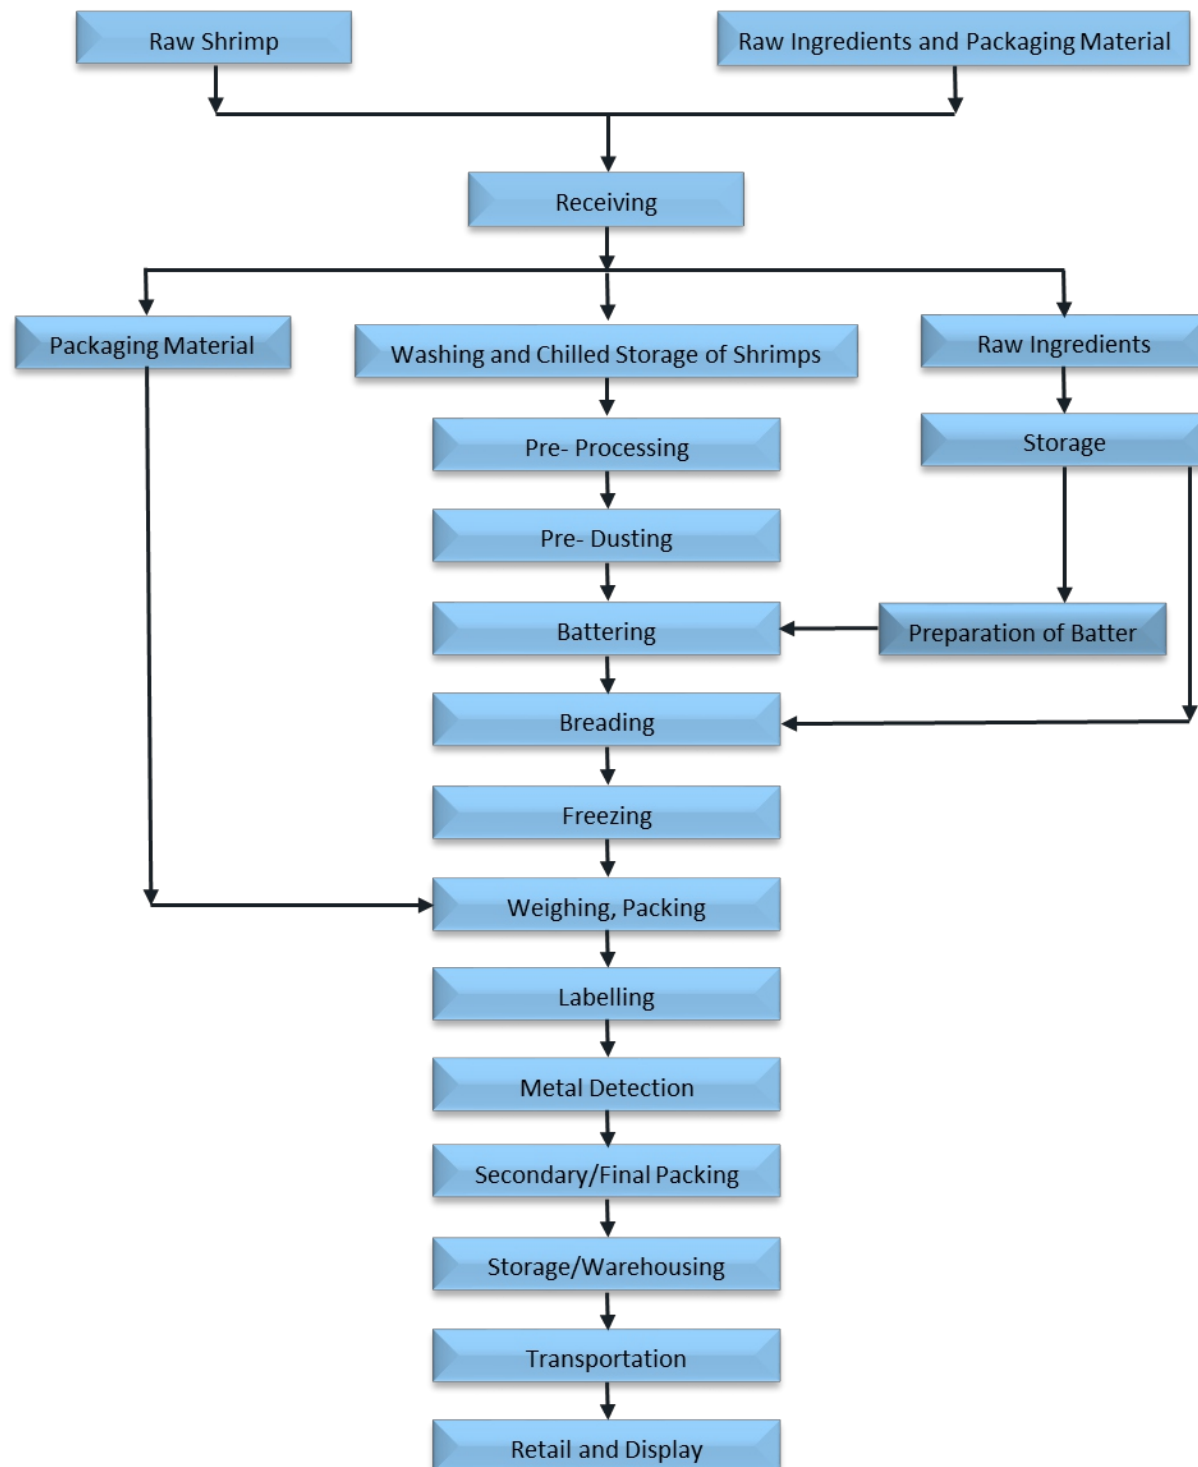 Raw Shrimp
Raw Ingredients and Packaging Material
Receiving
Packaging Material
Washing and Chilled Storage of Shrimps
Raw Ingredients
Pre- Processing
Storage
Pre- Dusting
Battering
Preparation of Batter
Breading
Freezing
Weighing, Packing
Labelling
Metal Detection
Secondary/Final Packing
Storage/Warehousing
Transportation
Retail and Display